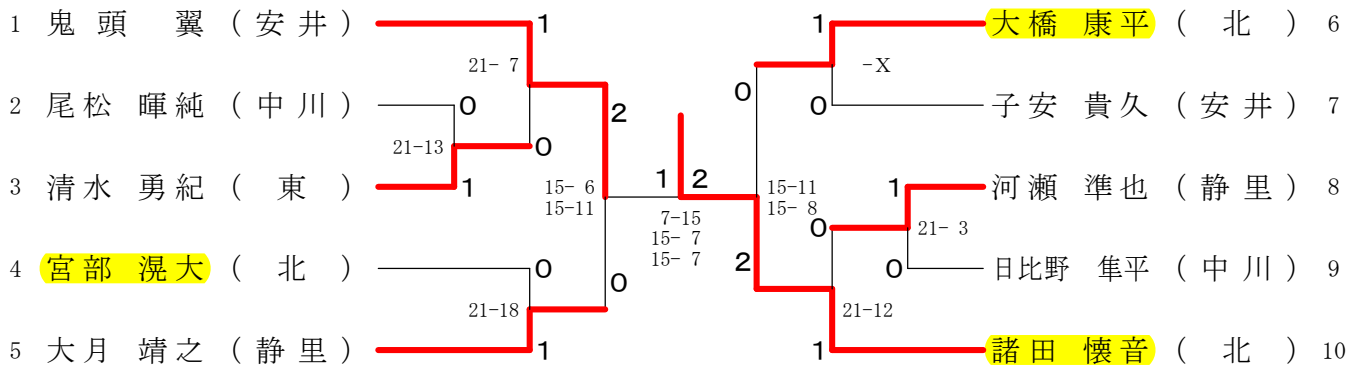 1 鬼頭 翼 (安井) 1
21- 7
2 尾松 暉純 (中川) 0
21-13 0
3 清水 勇紀 ( 東 ) 1
2
15- 6
15-11
4 宮部 滉大 ( 北 ) 0
0
21-18
5 大月 靖之 (静里) 1
1 2
7-15
15- 7
15- 7
1 大橋 康平 ( 北 ) 6
-X
0
0 子安 貴久 (安井) 7
15-11
15- 8
1 河瀬 準也 (静里) 8
0 21- 3
2
0 日比野 隼平 (中川) 9
21-12
1 諸田 懐音 ( 北 ) 10